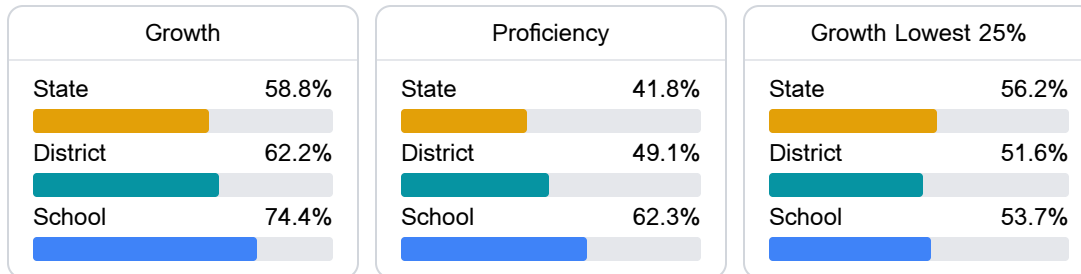 Growth
State 58.8%
District 62.2%
School 74.4%
Proficiency
State 41.8%
District 49.1%
School 62.3%
Growth Lowest 25%
State 56.2%
District 51.6%
School 53.7%